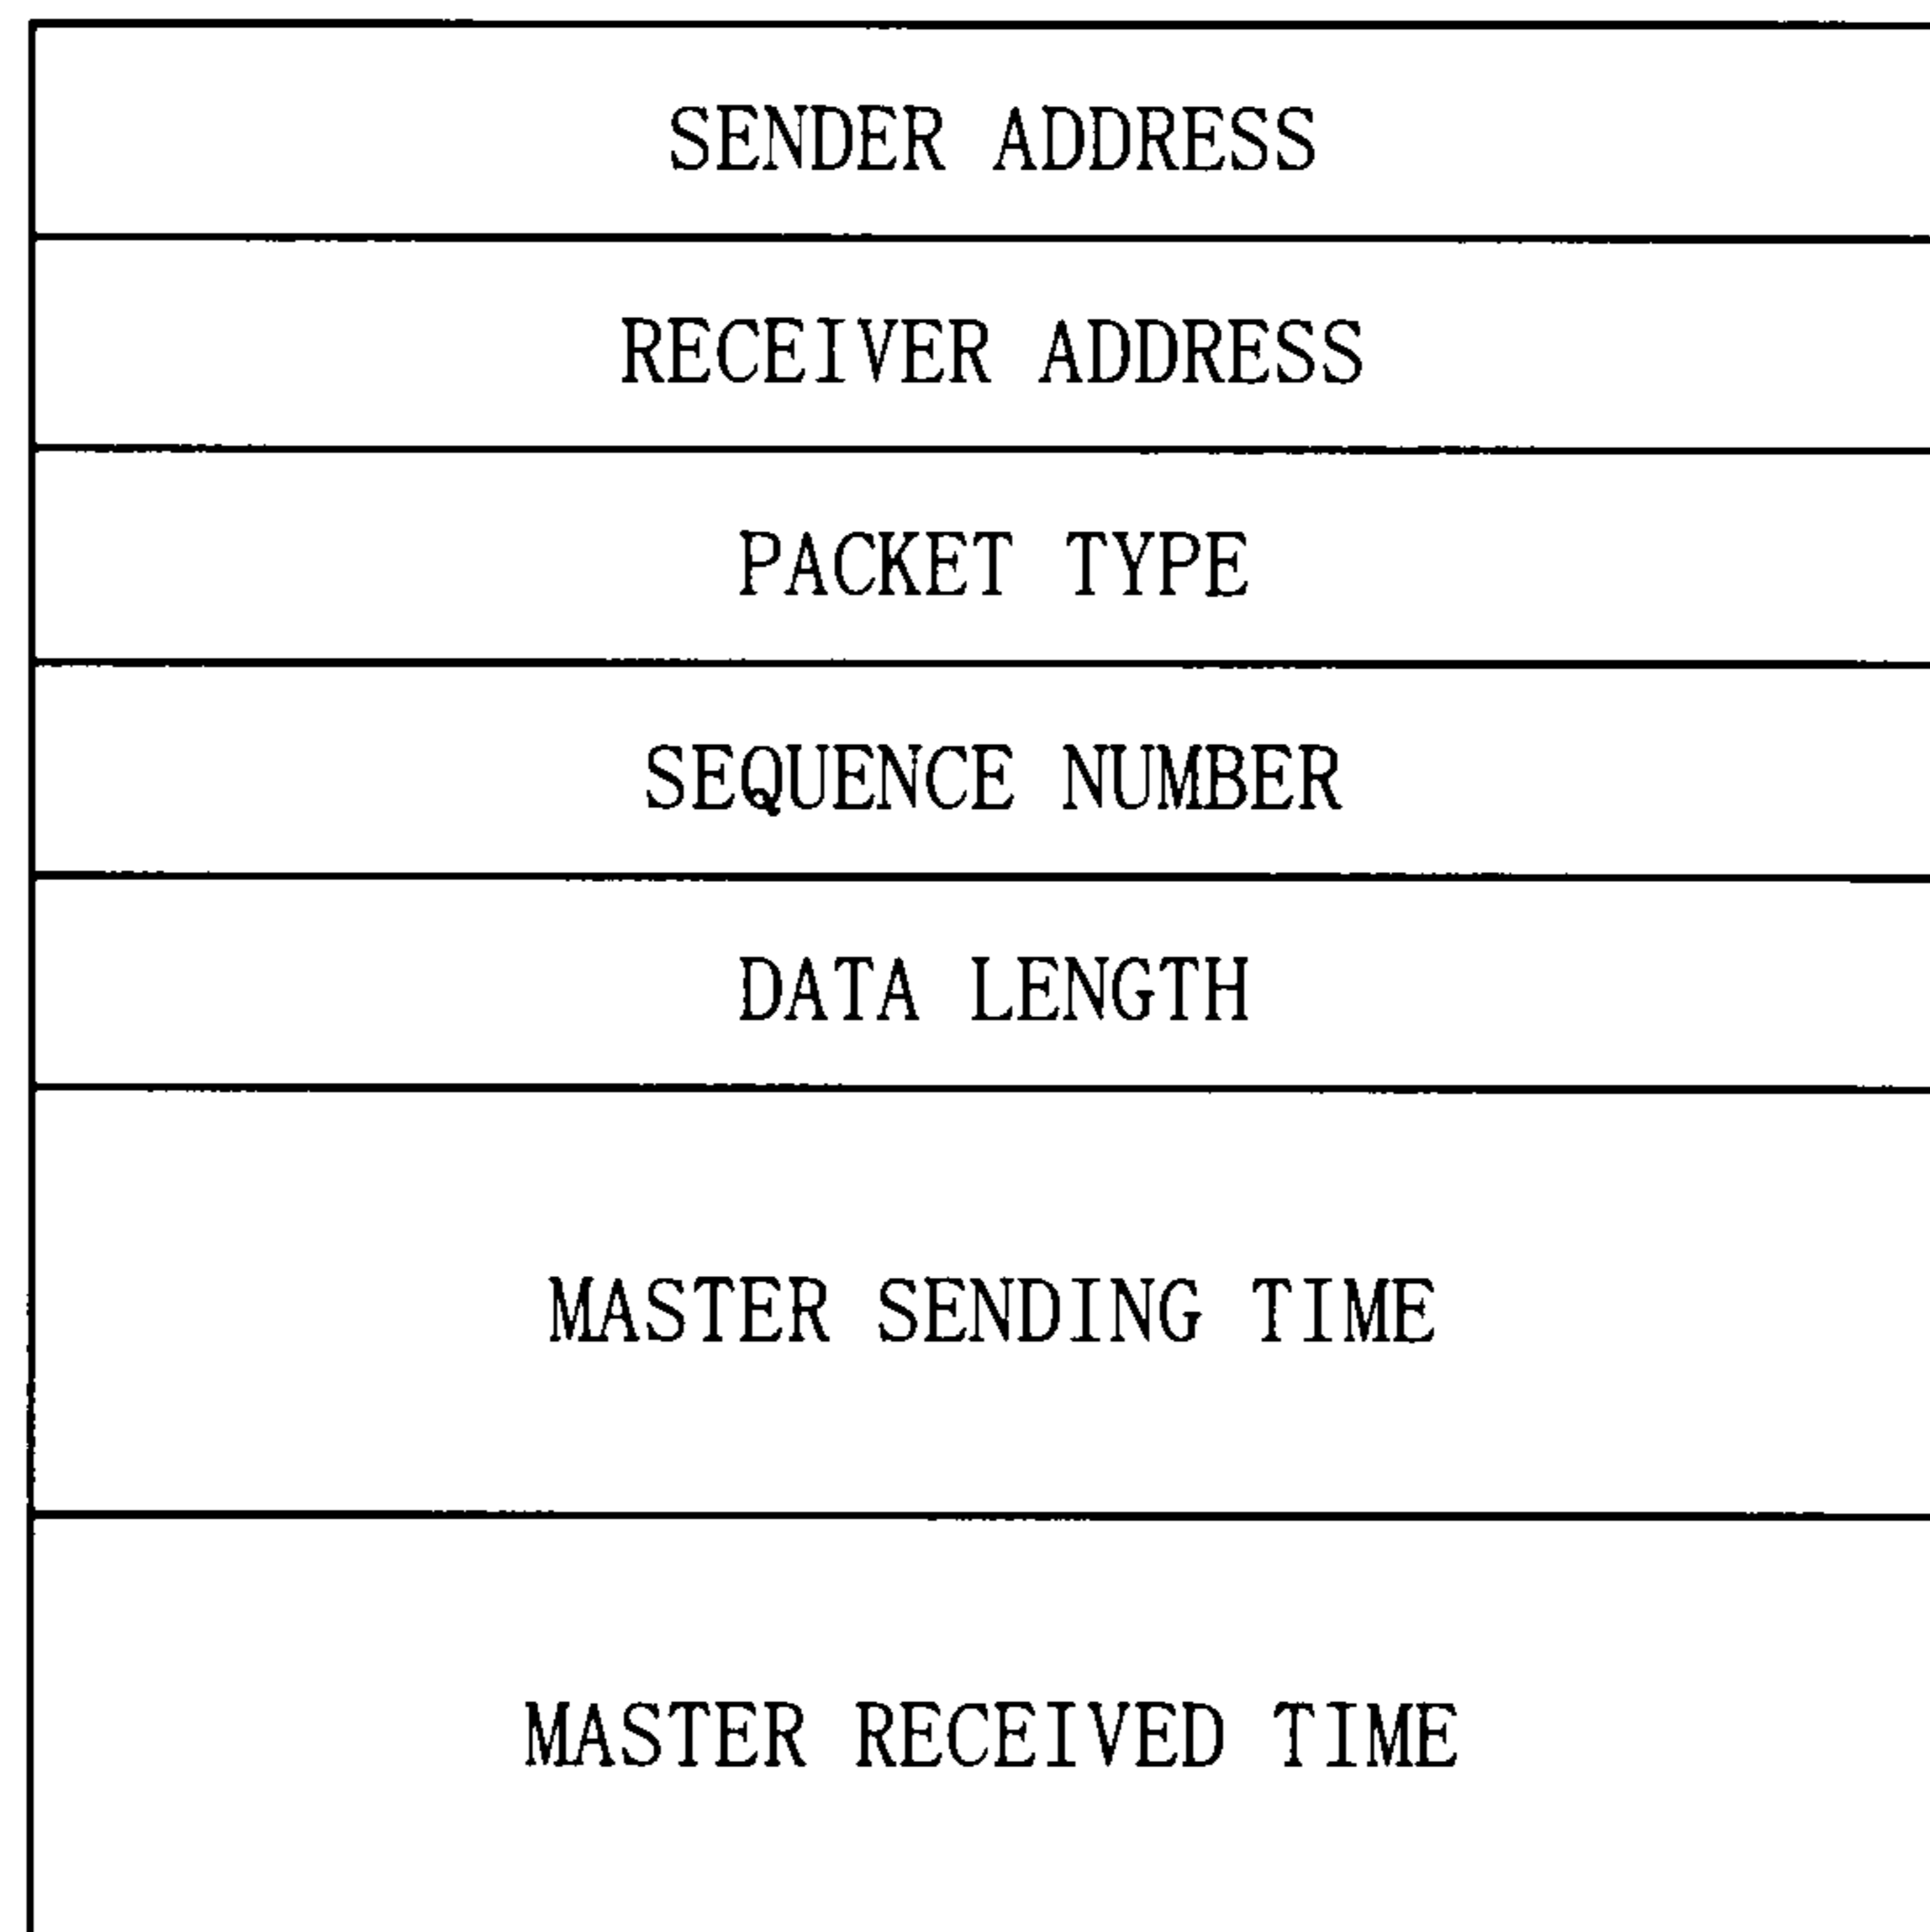 SENDER ADDRESS
RECEIVER ADDRESS
PACKET TYPE
SEQUENCE NUMBER
DATA LENGTH
MASTER SENDING TIME
MASTER RECEIVED TIME